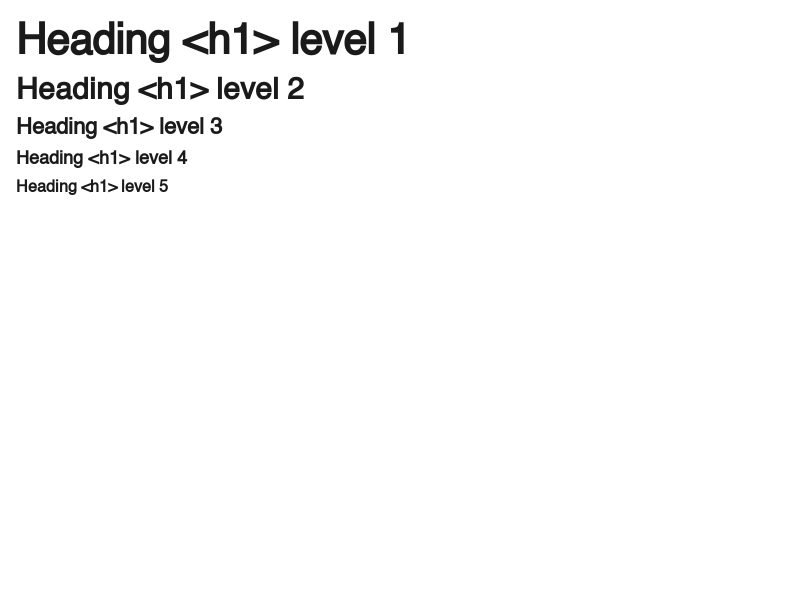 Heading <h1> level 1
Heading <h1> level 2
Heading <h1> level 3
Heading <h1> level 4
Heading <h1> level 5